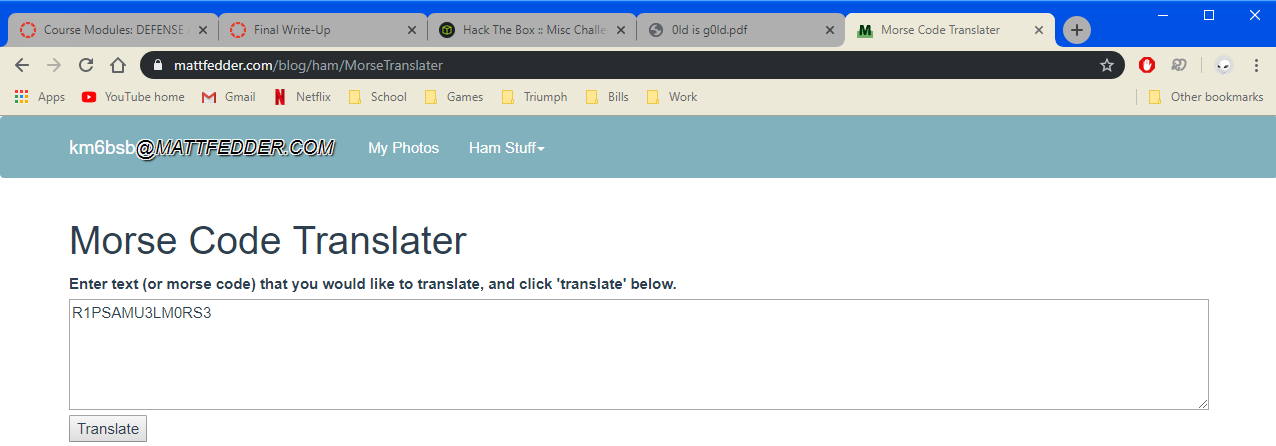 Course Modules: DEFENSE Final Write-Up Hack The Box :: Misc Challe 0ld is g0ld.pdf Morse Code Translater
mattfedder.com/blog/ham/MorseTranslater
Apps YouTube home Gmail Netflix School Games Triumph Bills Work Other bookmarks
km6bsb@MATTFEDDER.COM My Photos Ham Stuff
Morse Code Translater
Enter text (or morse code) that you would like to translate, and click 'translate' below.
R1PSAMU3LM0RS3
Translate